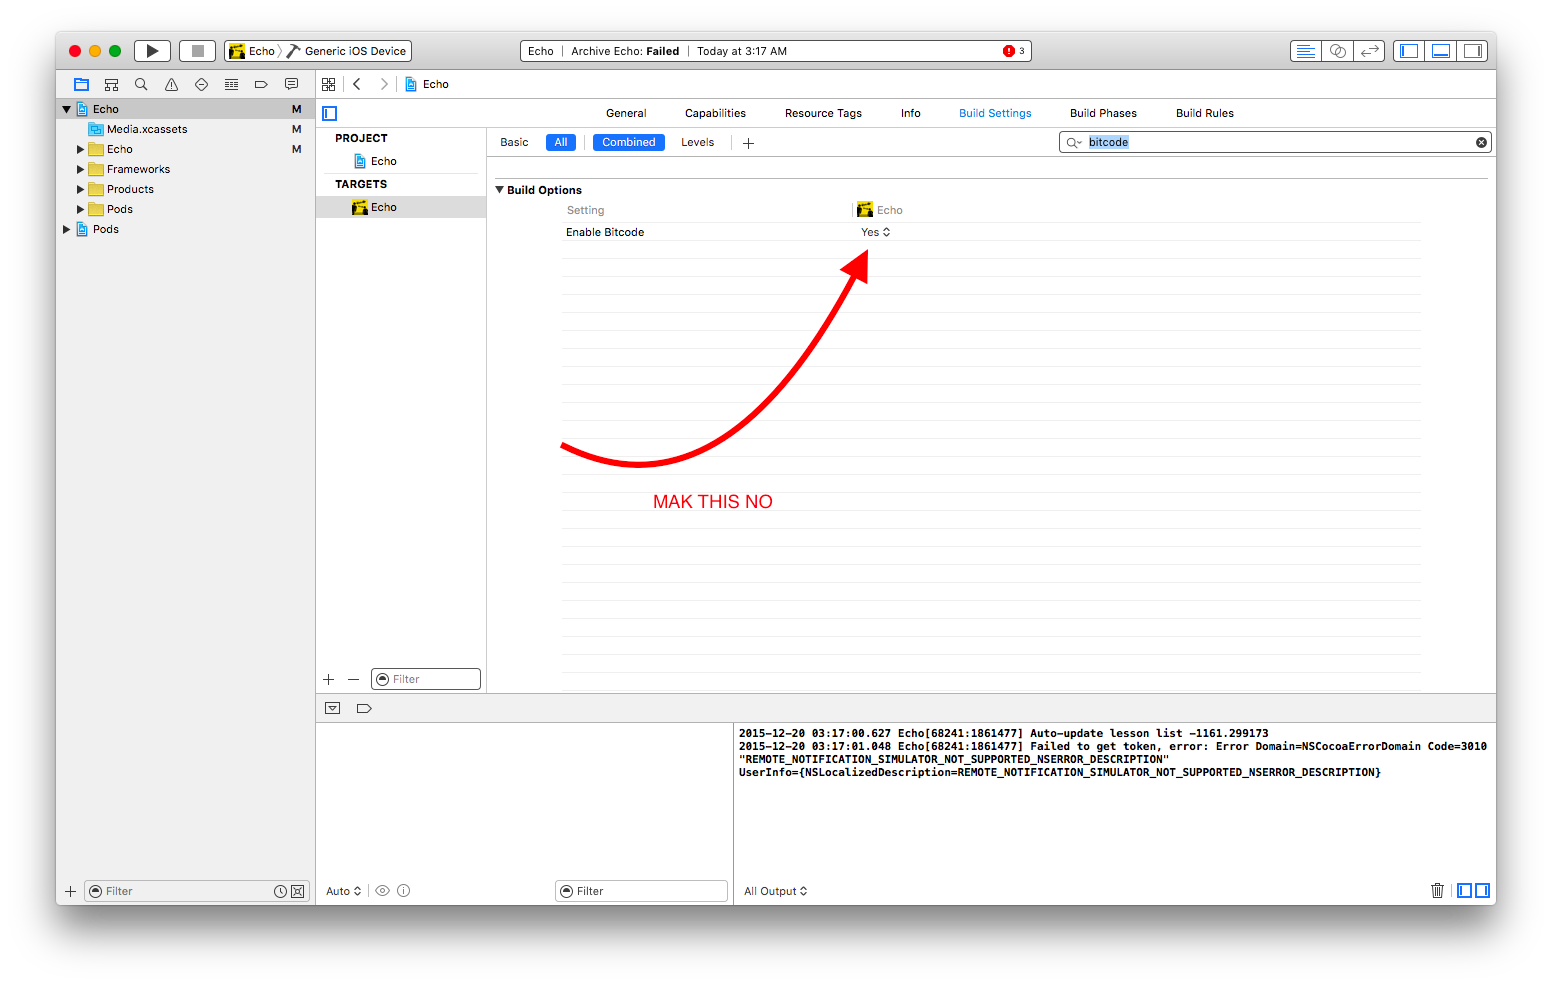 Echo Generic iOS Device
Echo Archive Echo: Failed Today at 3:17 AM 3
Echo
Echo M
Media.xcassets M
Echo M
Frameworks
Products
Pods
Pods
General Capabilities Resource Tags Info Build Settings Build Phases Build Rules
PROJECT
Echo
TARGETS
Echo
Basic All Combined Levels
bitcode
Build Options
Setting Echo
Enable Bitcode Yes
MAK THIS NO
Filter
2015-12-20 03:17:00.627 Echo[68241:1861477] Auto-update lesson list -1161.299173
2015-12-20 03:17:01.048 Echo[68241:1861477] Failed to get token, error: Error Domain=NSCocoaErrorDomain Code=3010
"REMOTE_NOTIFICATION_SIMULATOR_NOT_SUPPORTED_NSERROR_DESCRIPTION"
UserInfo={NSLocalizedDescription=REMOTE_NOTIFICATION_SIMULATOR_NOT_SUPPORTED_NSERROR_DESCRIPTION}
Filter
Auto
Filter
All Output